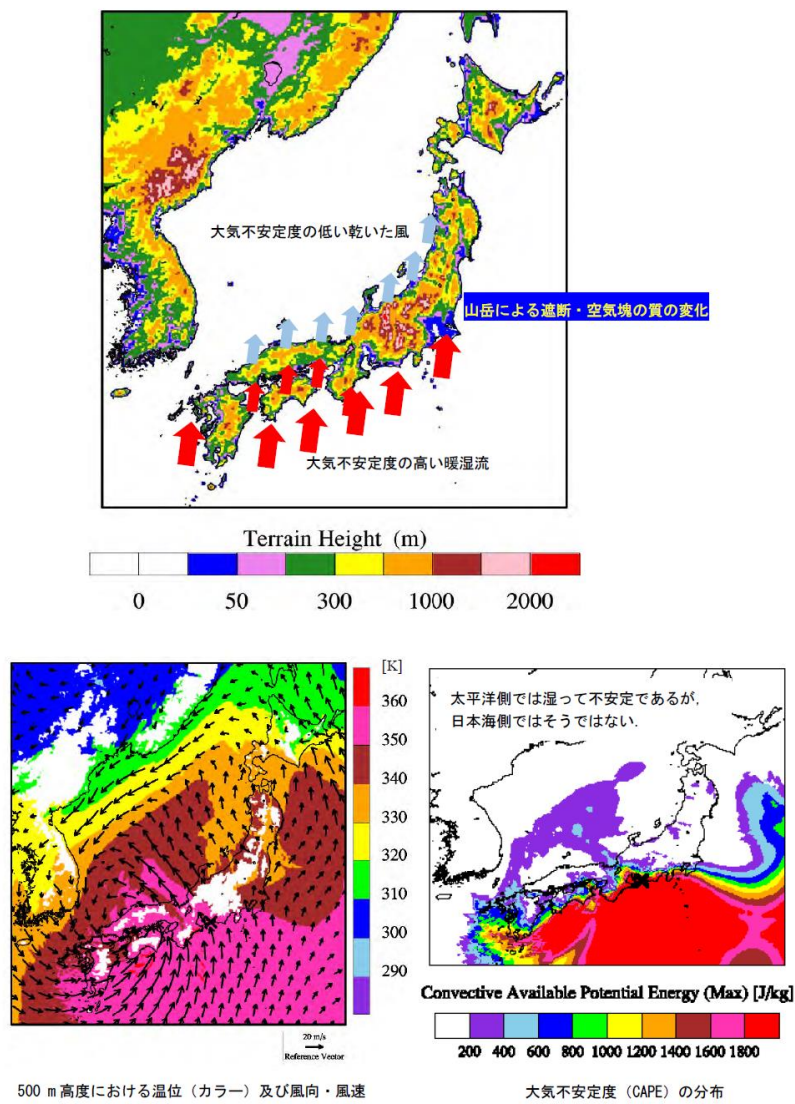 大気不安定度の低い乾いた風
山岳による遮断・空気塊の質の変化
大気不安定度の高い暖湿流
Terrain Height (m)
0 50 300 1000 2000
[K]
360
350
340
330
320
310
300
290
20 m/s
Reference Vector
500 m 高度における温位（カラー）及び風向・風速
太平洋側では湿って不安定であるが,
日本海側ではそうではない.
Convective Available Potential Energy (Max) [J/kg]
200 400 600 800 1000 1200 1400 1600 1800
大気不安定度（CAPE）の分布